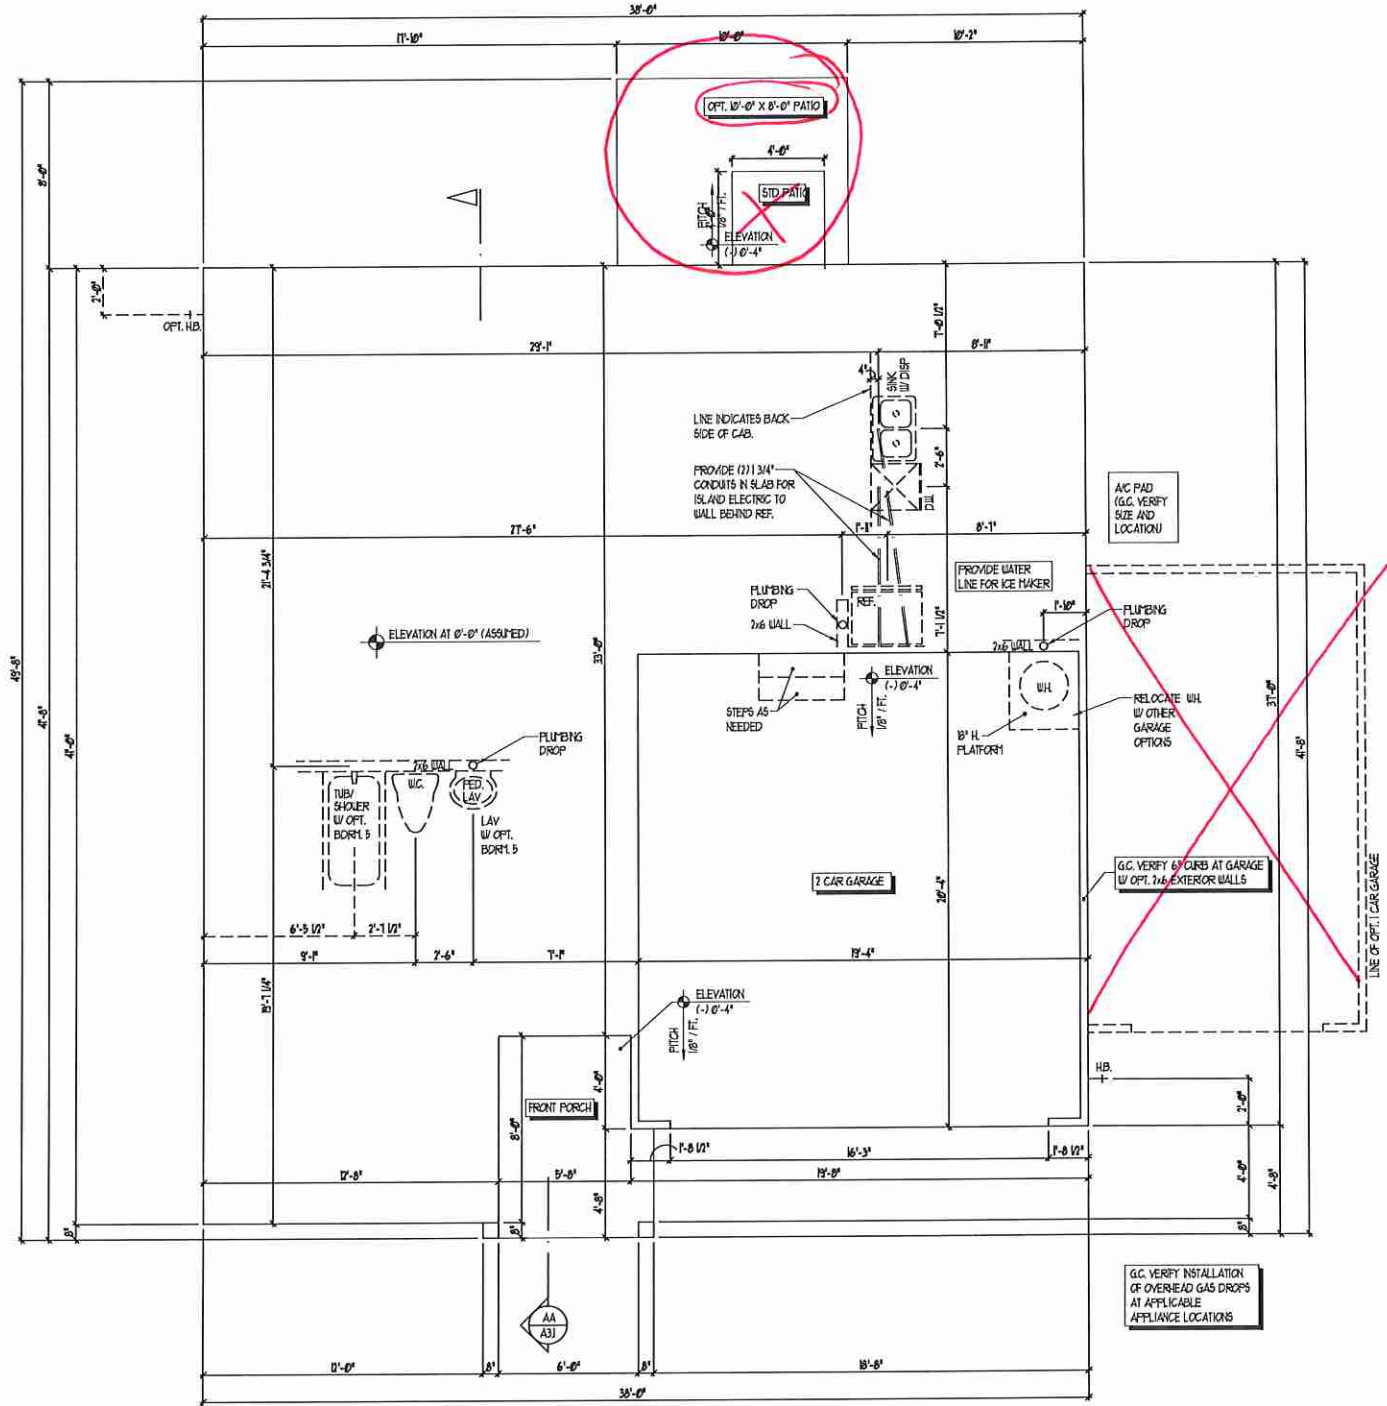 38'-0"
17'-10"
10'-0"
10'-2"
OPT. 10'-0" X 8'-0" PATIO
8'-0"
4'-0"
STD PATIO
PITCH
1/8" / FT.
ELEVATION
(-) 0'-4"
2'-0"
OPT. H.B.
7'-10 1/2"
29'-1"
8'-11"
4"
SINK
W/ DISP
LINE INDICATES BACK
SIDE OF CAB.
2'-6"
PROVIDE (2) 1 3/4"
CONDUITS IN SLAB FOR
ISLAND ELECTRIC TO
WALL BEHIND REF.
D.W.
A/C PAD
(G.C. VERIFY
SIZE AND
LOCATION)
27'-6"
1'-11"
8'-7"
21'-4 3/4"
PROVIDE WATER
LINE FOR ICE MAKER
PLUMBING
DROP
REF.
2x6 WALL
7'-1 1/2"
1'-10"
PLUMBING
DROP
2x6 WALL
ELEVATION AT 0'-0" (ASSUMED)
33'-0"
49'-8"
41'-8"
41'-0"
ELEVATION
(-) 0'-4"
W.H.
37'-0"
41'-8"
STEPS AS
NEEDED
PITCH
1/8" / FT.
18" H.
PLATFORM
RELOCATE W.H.
W/ OTHER
GARAGE
OPTIONS
PLUMBING
DROP
2x6 WALL
TUB/
SHOWER
W/ OPT.
BDRM. 5
W.C.
PED.
LAV
LAV
W/ OPT.
BDRM. 5
2 CAR GARAGE
20'-4"
G.C. VERIFY 6" CURB AT GARAGE
W/ OPT. 2x6 EXTERIOR WALLS
LINE OF OPT. 1 CAR GARAGE
6'-5 1/2"
2'-7 1/2"
9'-1"
2'-6"
7'-1"
19'-4"
19'-7 1/4"
ELEVATION
(-) 0'-4"
PITCH
1/8" / FT.
H.B.
4'-0"
2'-0"
FRONT PORCH
8'-0"
1'-8 1/2"
16'-3"
1'-8 1/2"
12'-8"
5'-8"
19'-8"
4'-8"
4'-0"
4'-8"
8"
8"
8"
G.C. VERIFY INSTALLATION
OF OVERHEAD GAS DROPS
AT APPLICABLE
APPLIANCE LOCATIONS
AA
A3.1
12'-0"
8"
6'-0"
8"
18'-8"
38'-0"